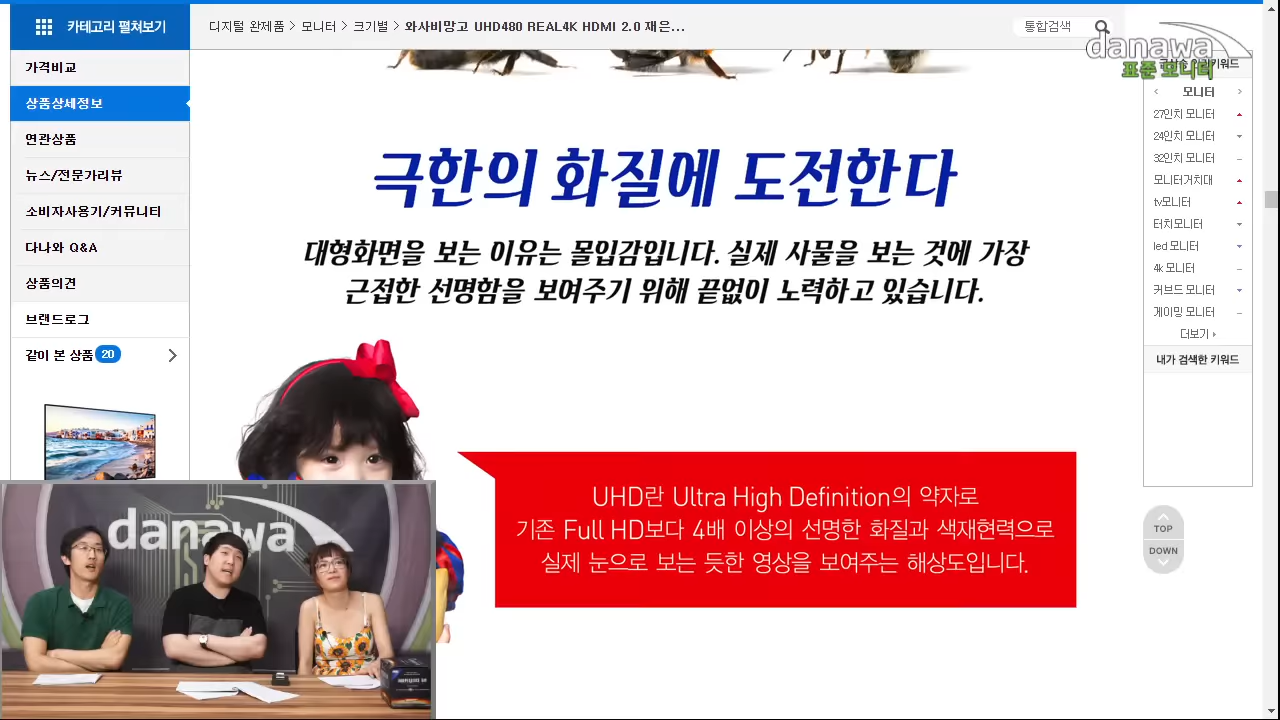 카테고리 펼쳐보기
디지털 완제품 > 모니터 > 크기별 > 와사비망고 UHD480 REAL4K HDMI 2.0 재은...
통합검색
danawa
표준 모니터
키워드
가격비교
상품상세정보
연관상품
뉴스/전문가리뷰
소비자사용기/커뮤니티
다나와 Q&A
상품의견
브랜드로그
같이 본 상품 20
극한의 화질에 도전한다
대형화면을 보는 이유는 몰입감입니다. 실제 사물을 보는 것에 가장
근접한 선명함을 보여주기 위해 끝없이 노력하고 있습니다.
UHD란 Ultra High Definition의 약자로
기존 Full HD보다 4배 이상의 선명한 화질과 색재현력으로
실제 눈으로 보는 듯한 영상을 보여주는 해상도입니다.
모니터
27인치 모니터
24인치 모니터
32인치 모니터
모니터거치대
tv모니터
터치모니터
led 모니터
4k 모니터
커브드 모니터
게이밍 모니터
더보기
내가 검색한 키워드
TOP
DOWN
danawa